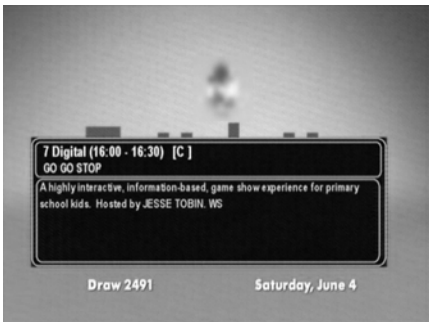 7 Digital (16:00 - 16:30) [C ]
GO GO STOP
A highly interactive, information-based, game show experience for primary
school kids. Hosted by JESSE TOBIN. WS
Draw 2491
Saturday, June 4